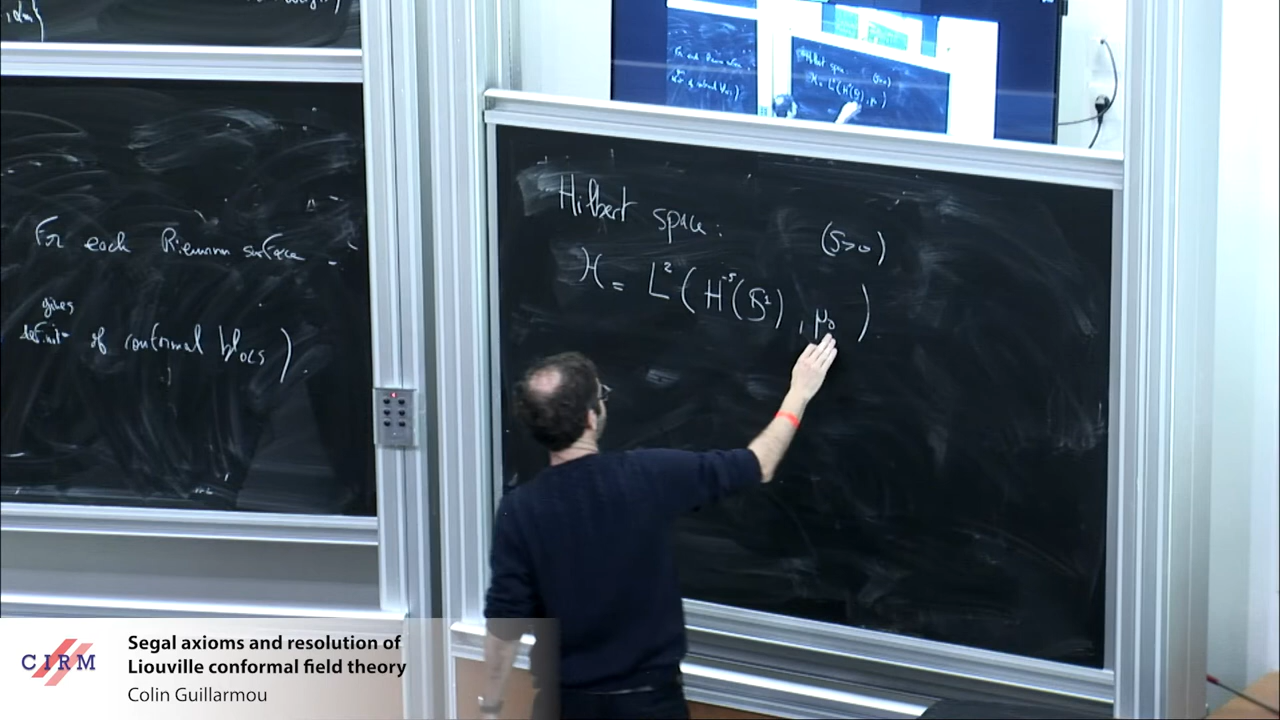 For each Riemann surface
gives
of conformal blocs )
Hilbert space:
(s>0)
H = L²( H⁻ˢ(S¹), μ₀ )
CIRM
Segal axioms and resolution of
Liouville conformal field theory
Colin Guillarmou